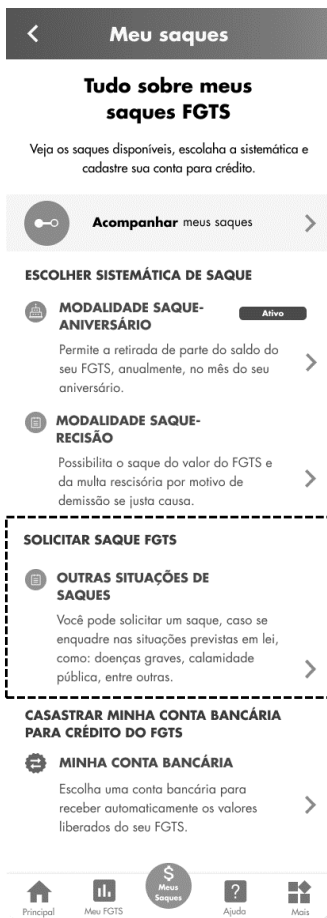 Meu saques
Tudo sobre meus
saques FGTS
Veja os saques disponíveis, escolaha a sistemática e
cadastre sua conta para crédito.
Acompanhar meus saques
ESCOLHER SISTEMÁTICA DE SAQUE
MODALIDADE SAQUE-
ANIVERSÁRIO
Ativo
Permite a retirada de parte do saldo do
seu FGTS, anualmente, no mês do seu
aniversário.
MODALIDADE SAQUE-
RECISÃO
Possibilita o saque do valor do FGTS e
da multa rescisória por motivo de
demissão se justa causa.
SOLICITAR SAQUE FGTS
OUTRAS SITUAÇÕES DE
SAQUES
Você pode solicitar um saque, caso se
enquadre nas situações previstas em lei,
como: doenças graves, calamidade
pública, entre outras.
CASASTRAR MINHA CONTA BANCÁRIA
PARA CRÉDITO DO FGTS
MINHA CONTA BANCÁRIA
Escolha uma conta bancária para
receber automaticamente os valores
liberados do seu FGTS.
$
Meus
Saques
?
Principal
Meu FGTS
Ajuda
Mais